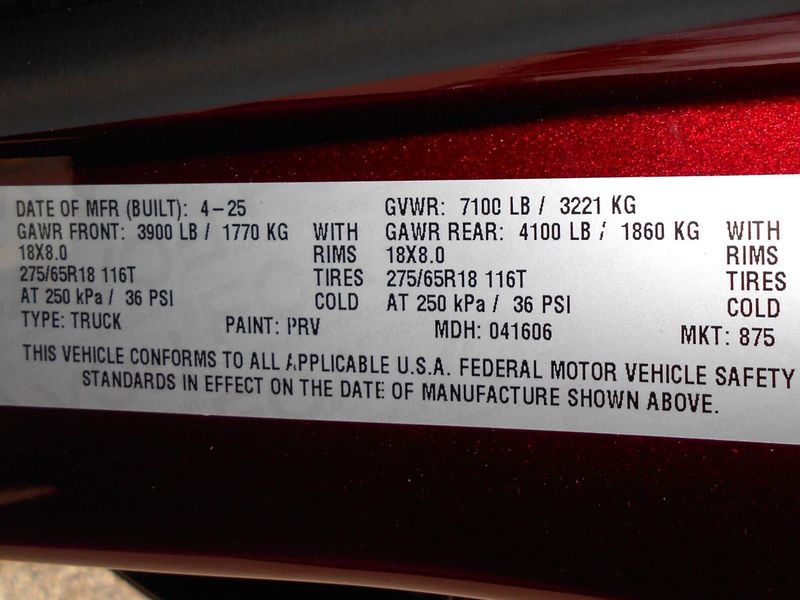 DATE OF MFR (BUILT): 4-25 GVWR: 7100 LB / 3221 KG
GAWR FRONT: 3900 LB / 1770 KG WITH GAWR REAR: 4100 LB / 1860 KG WITH
18X8.0 RIMS 18X8.0 RIMS
275/65R18 116T TIRES 275/65R18 116T TIRES
AT 250 kPa / 36 PSI COLD AT 250 kPa / 36 PSI COLD
TYPE: TRUCK PAINT: PRV MDH: 041606 MKT: 875
THIS VEHICLE CONFORMS TO ALL APPLICABLE U.S.A. FEDERAL MOTOR VEHICLE SAFETY
STANDARDS IN EFFECT ON THE DATE OF MANUFACTURE SHOWN ABOVE.